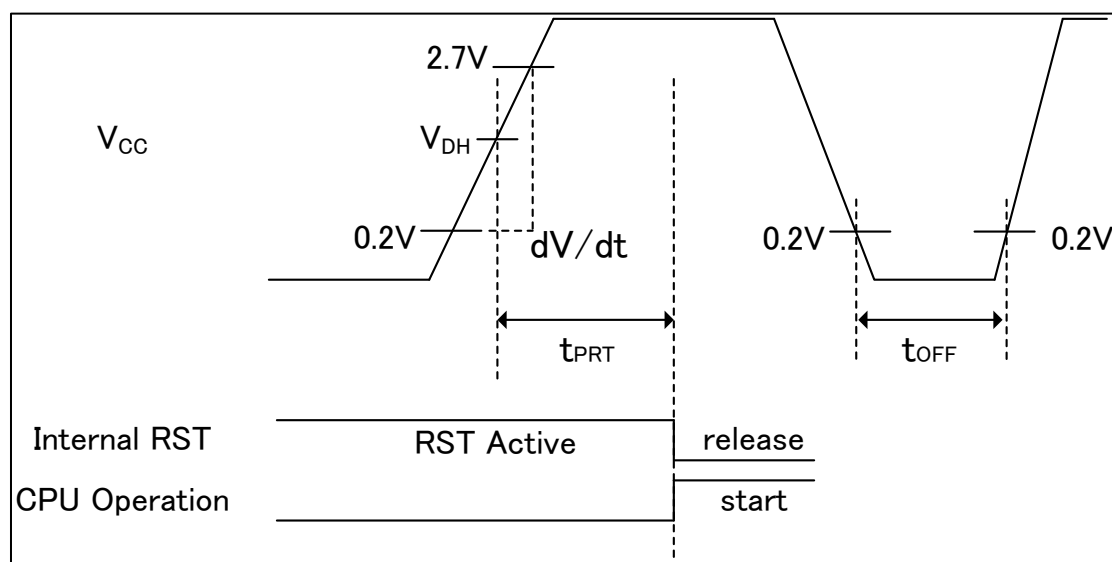 2.7V
VCC
VDH
0.2V
dV/dt
0.2V
0.2V
tPRT
tOFF
Internal RST
RST Active
release
CPU Operation
start